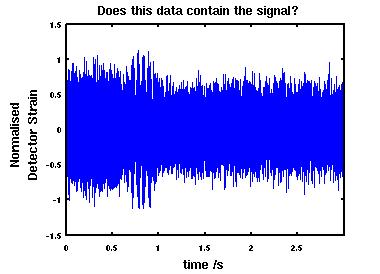 Does this data contain the signal?
1.5
1
0.5
0
-0.5
-1
-1.5
Normalised
Detector Strain
0 0.5 1 1.5 2 2.5
time /s